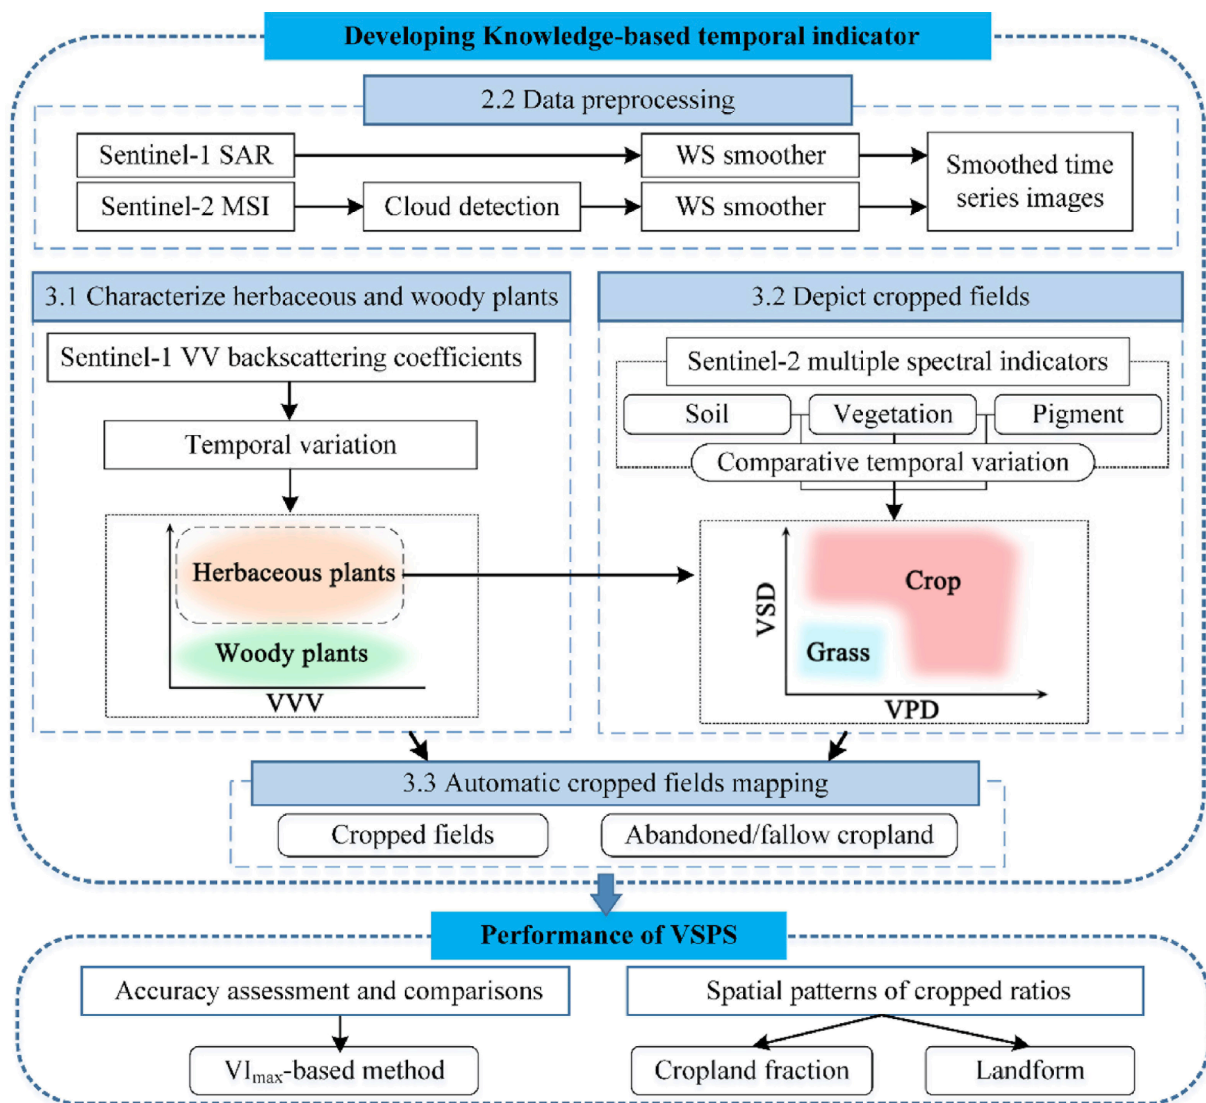 Developing Knowledge-based temporal indicator
2.2 Data preprocessing
Sentinel-1 SAR
WS smoother
Sentinel-2 MSI
Cloud detection
WS smoother
Smoothed time
series images
3.1 Characterize herbaceous and woody plants
Sentinel-1 VV backscattering coefficients
Temporal variation
Herbaceous plants
Woody plants
VVV
3.2 Depict cropped fields
Sentinel-2 multiple spectral indicators
Soil
Vegetation
Pigment
Comparative temporal variation
VSD
Crop
Grass
VPD
3.3 Automatic cropped fields mapping
Cropped fields
Abandoned/fallow cropland
Performance of VSPS
Accuracy assessment and comparisons
VImax-based method
Spatial patterns of cropped ratios
Cropland fraction
Landform